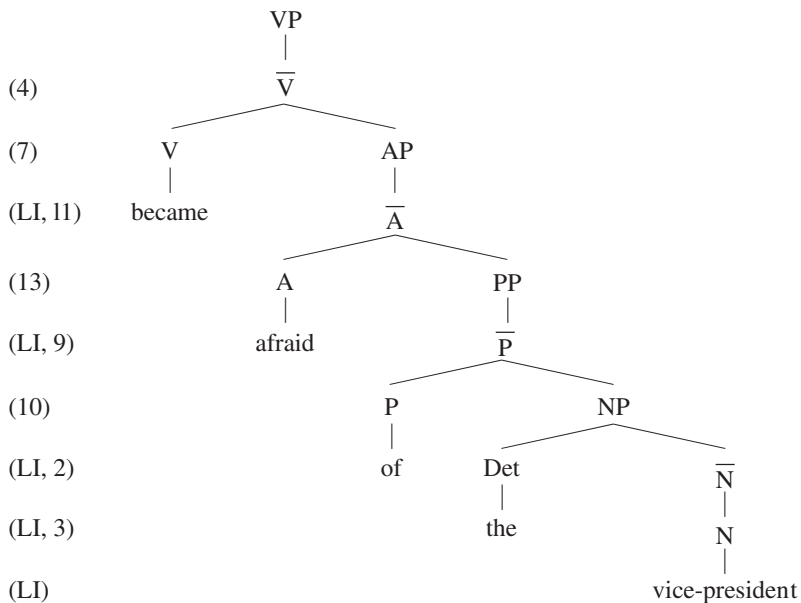 VP
(4) V̅
(7) V AP
(LI, 11) became A̅
(13) A PP
(LI, 9) afraid P̅
(10) P NP
(LI, 2) of Det N̅
(LI, 3) the N
(LI) vice-president